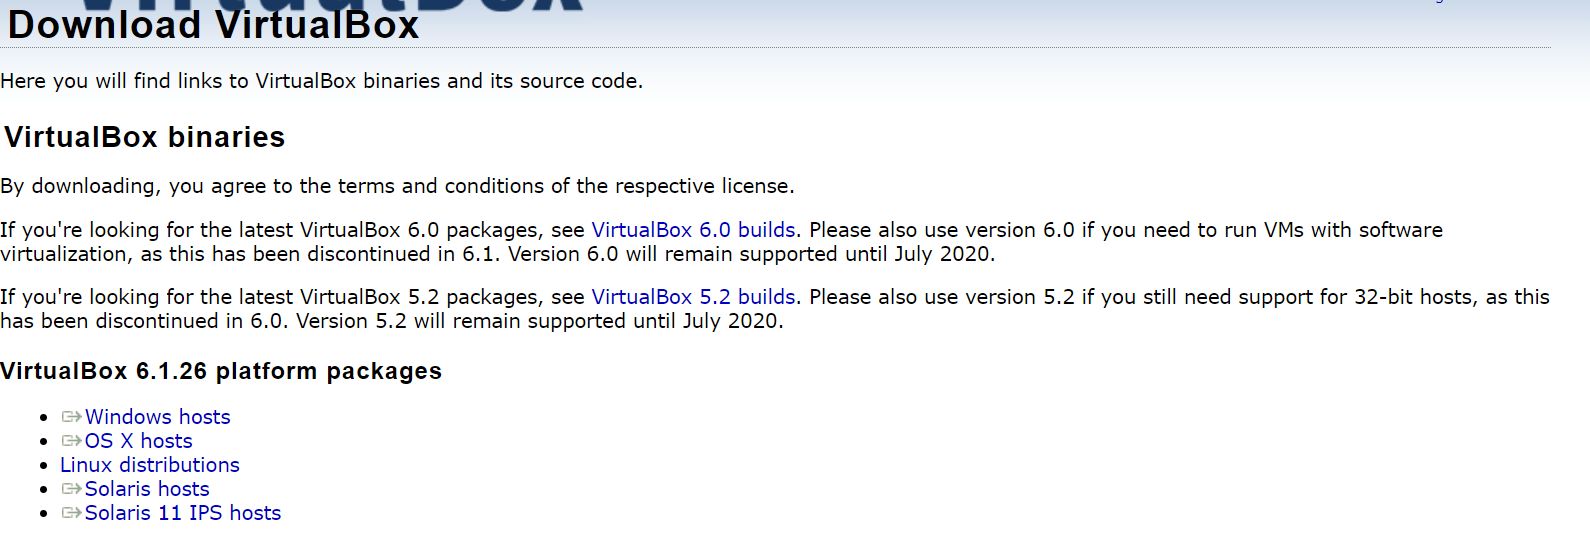 VirtualBox
Download VirtualBox
Here you will find links to VirtualBox binaries and its source code.
VirtualBox binaries
By downloading, you agree to the terms and conditions of the respective license.
If you're looking for the latest VirtualBox 6.0 packages, see VirtualBox 6.0 builds. Please also use version 6.0 if you need to run VMs with software
virtualization, as this has been discontinued in 6.1. Version 6.0 will remain supported until July 2020.
If you're looking for the latest VirtualBox 5.2 packages, see VirtualBox 5.2 builds. Please also use version 5.2 if you still need support for 32-bit hosts, as this
has been discontinued in 6.0. Version 5.2 will remain supported until July 2020.
VirtualBox 6.1.26 platform packages
Windows hosts
OS X hosts
Linux distributions
Solaris hosts
Solaris 11 IPS hosts